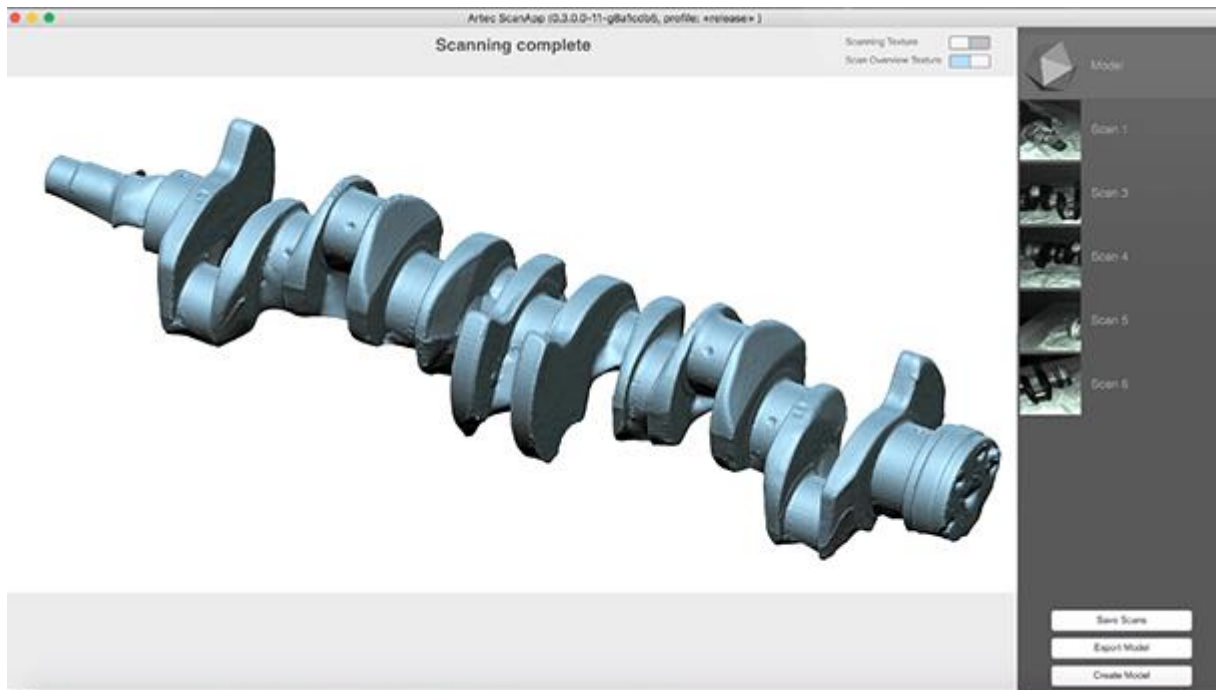 Artec ScanApp (0.3.0.0-11-g8a1cdb6, profile: «release» )
Scanning complete
Scanning Texture
Scan Overview Texture
Model
Scan 1
Scan 3
Scan 4
Scan 5
Scan 6
Save Scans
Export Model
Create Model